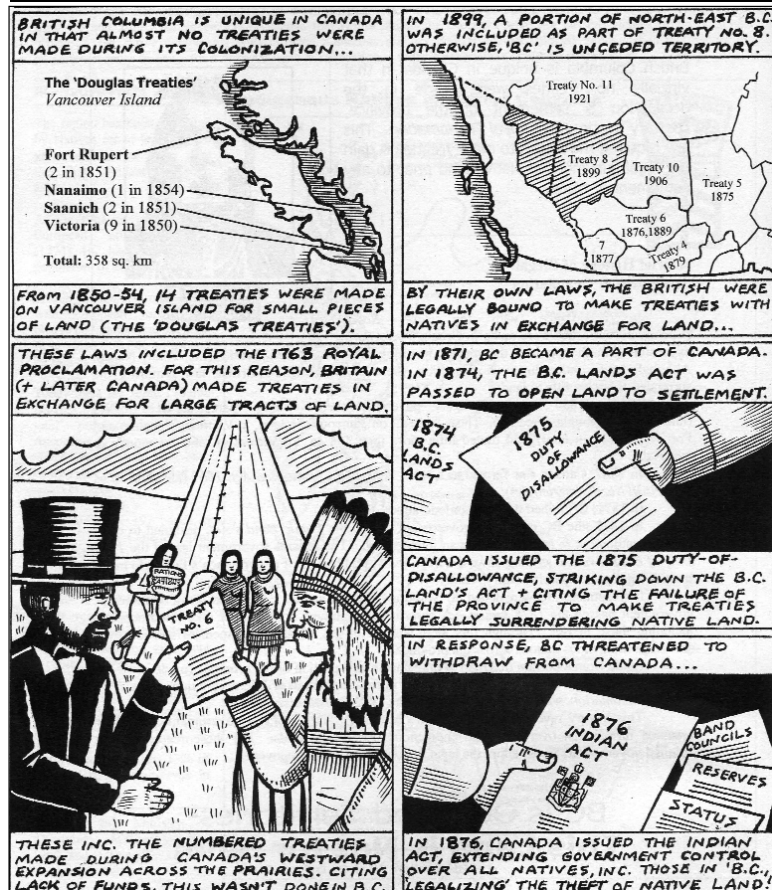 BRITISH COLUMBIA IS UNIQUE IN CANADA
IN THAT ALMOST NO TREATIES WERE
MADE DURING ITS COLONIZATION...
The 'Douglas Treaties'
Vancouver Island
Fort Rupert
(2 in 1851)
Nanaimo (1 in 1854)
Saanich (2 in 1851)
Victoria (9 in 1850)
Total: 358 sq. km
FROM 1850-54, 14 TREATIES WERE MADE
ON VANCOUVER ISLAND FOR SMALL PIECES
OF LAND (THE 'DOUGLAS TREATIES').
IN 1899, A PORTION OF NORTH-EAST B.C.
WAS INCLUDED AS PART OF TREATY NO. 8.
OTHERWISE, 'BC' IS UNCEDED TERRITORY.
Treaty No. 11
1921
Treaty 8
1899
Treaty 10
1906
Treaty 5
1875
Treaty 6
1876,1889
7
1877
Treaty 4
1879
BY THEIR OWN LAWS, THE BRITISH WERE
LEGALLY BOUND TO MAKE TREATIES WITH
NATIVES IN EXCHANGE FOR LAND...
THESE LAWS INCLUDED THE 1763 ROYAL
PROCLAMATION. FOR THIS REASON, BRITAIN
(+ LATER CANADA) MADE TREATIES IN
EXCHANGE FOR LARGE TRACTS OF LAND.
RATIONS
RATIONS
TREATY
NO. 6
THESE INC. THE NUMBERED TREATIES
MADE DURING CANADA'S WESTWARD
EXPANSION ACROSS THE PRAIRIES. CITING
LACK OF FUNDS, THIS WASN'T DONE IN B.C.
IN 1871, BC BECAME A PART OF CANADA.
IN 1874, THE B.C. LANDS ACT WAS
PASSED TO OPEN LAND TO SETTLEMENT.
1874
B.C.
LANDS
ACT
1875
DUTY
OF
DISALLOWANCE
CANADA ISSUED THE 1875 DUTY-OF-
DISALLOWANCE, STRIKING DOWN THE B.C.
LAND'S ACT + CITING THE FAILURE OF
THE PROVINCE TO MAKE TREATIES
LEGALLY SURRENDERING NATIVE LAND.
IN RESPONSE, BC THREATENED TO
WITHDRAW FROM CANADA...
1876
INDIAN
ACT
BAND
COUNCILS
RESERVES
STATUS
IN 1876, CANADA ISSUED THE INDIAN
ACT, EXTENDING GOVERNMENT CONTROL
OVER ALL NATIVES, INC. THOSE IN 'B.C.,'
'LEGALIZING' THE THEFT OF NATIVE LAND.